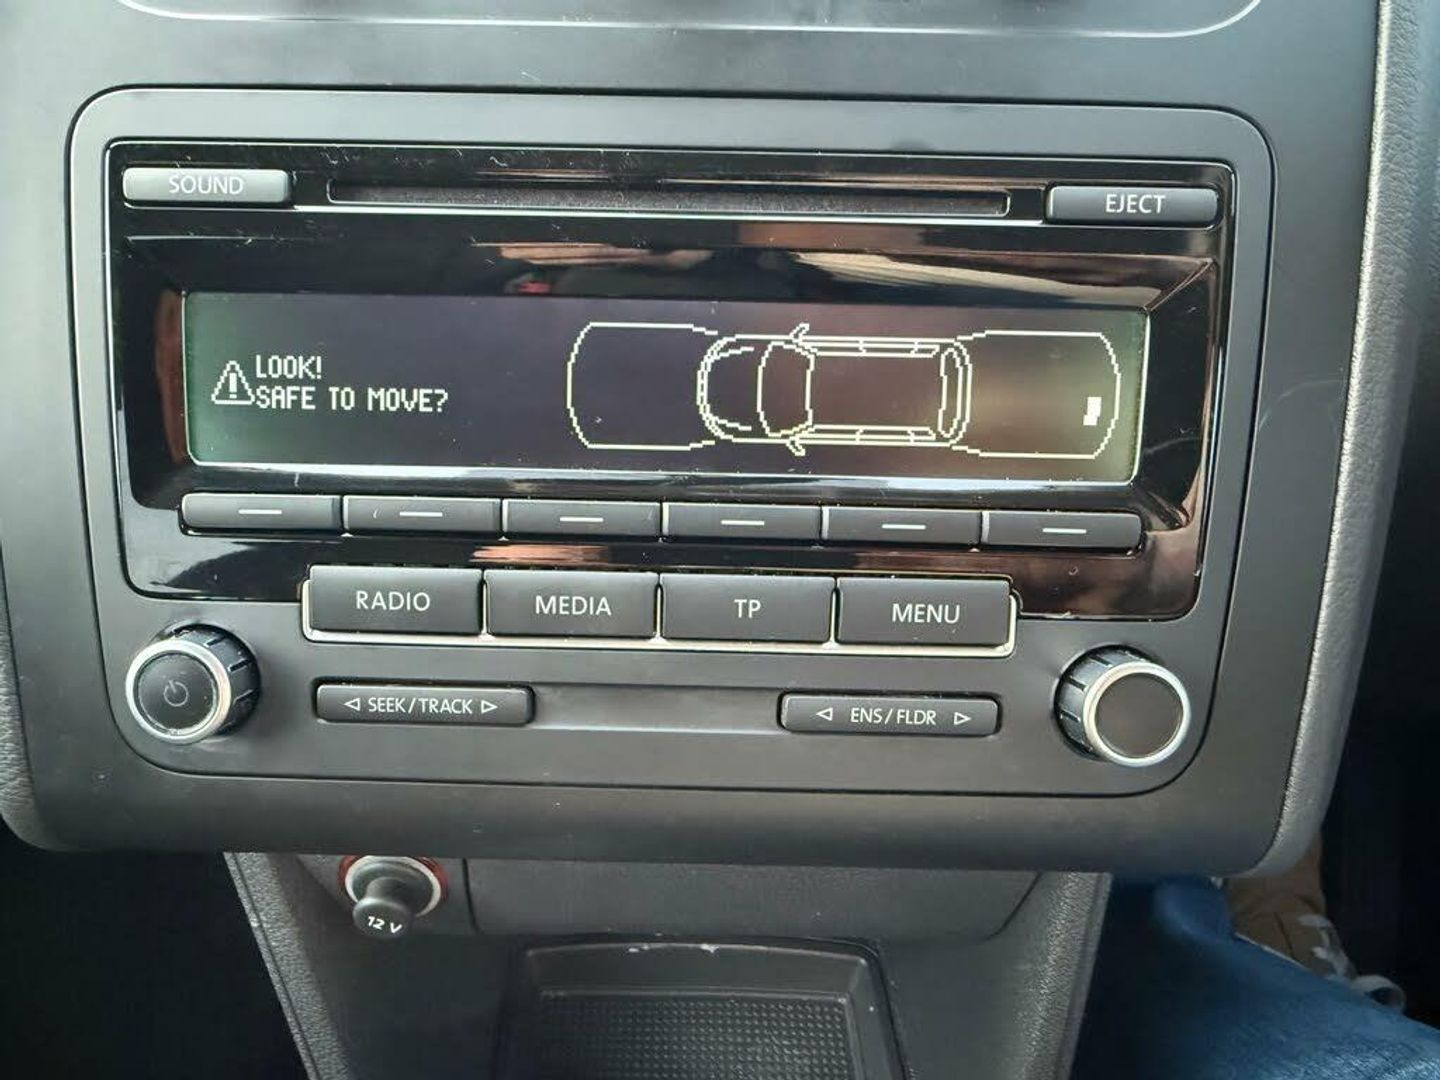 SOUND
EJECT
LOOK!
SAFE TO MOVE?
RADIO
MEDIA
TP
MENU
SEEK / TRACK
ENS / FLDR
12 V